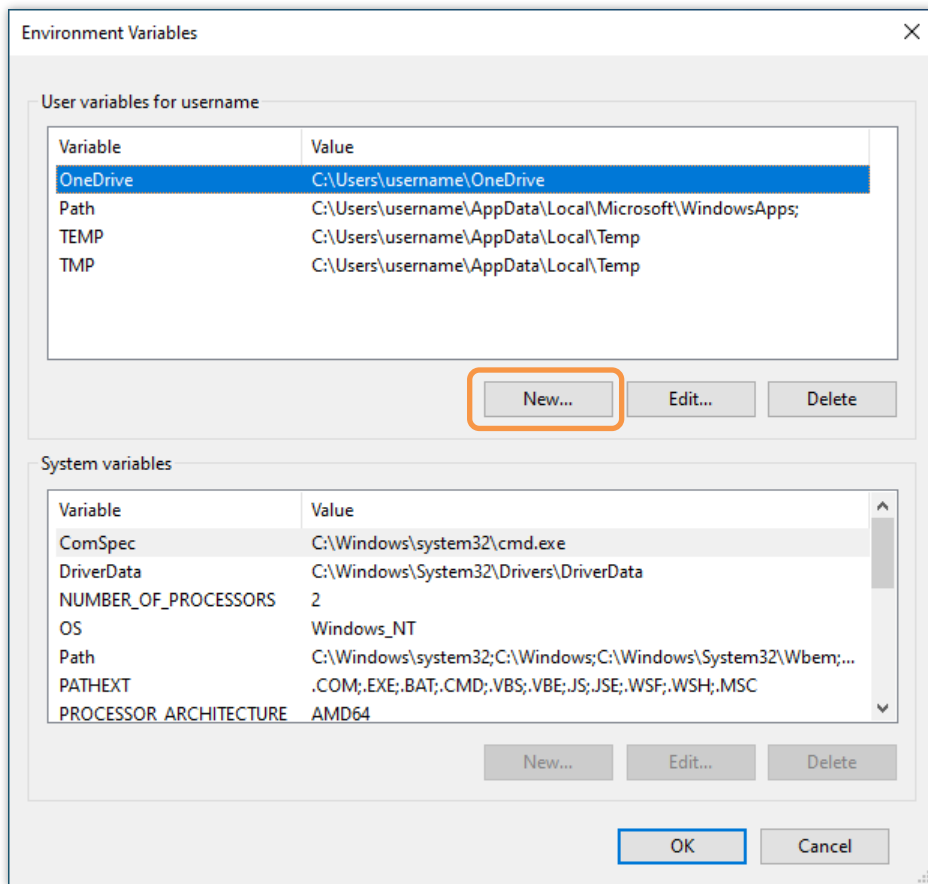 Environment Variables
User variables for username
Variable Value
OneDrive C:\Users\username\OneDrive
Path C:\Users\username\AppData\Local\Microsoft\WindowsApps;
TEMP C:\Users\username\AppData\Local\Temp
TMP C:\Users\username\AppData\Local\Temp
New... Edit... Delete
System variables
Variable Value
ComSpec C:\Windows\system32\cmd.exe
DriverData C:\Windows\System32\Drivers\DriverData
NUMBER_OF_PROCESSORS 2
OS Windows_NT
Path C:\Windows\system32;C:\Windows;C:\Windows\System32\Wbem;...
PATHEXT .COM;.EXE;.BAT;.CMD;.VBS;.VBE;.JS;.JSE;.WSF;.WSH;.MSC
PROCESSOR_ARCHITECTURE AMD64
New... Edit... Delete
OK Cancel